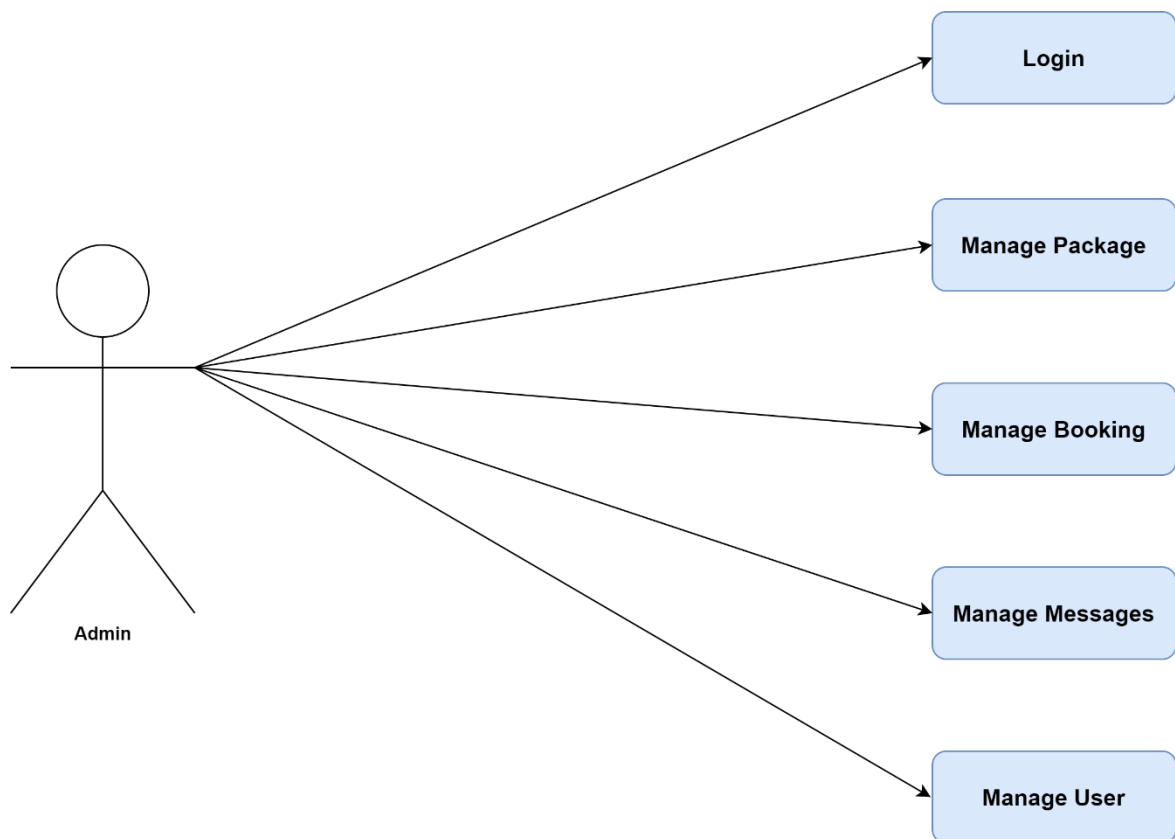 Login
Manage Package
Manage Booking
Manage Messages
Admin
Manage User